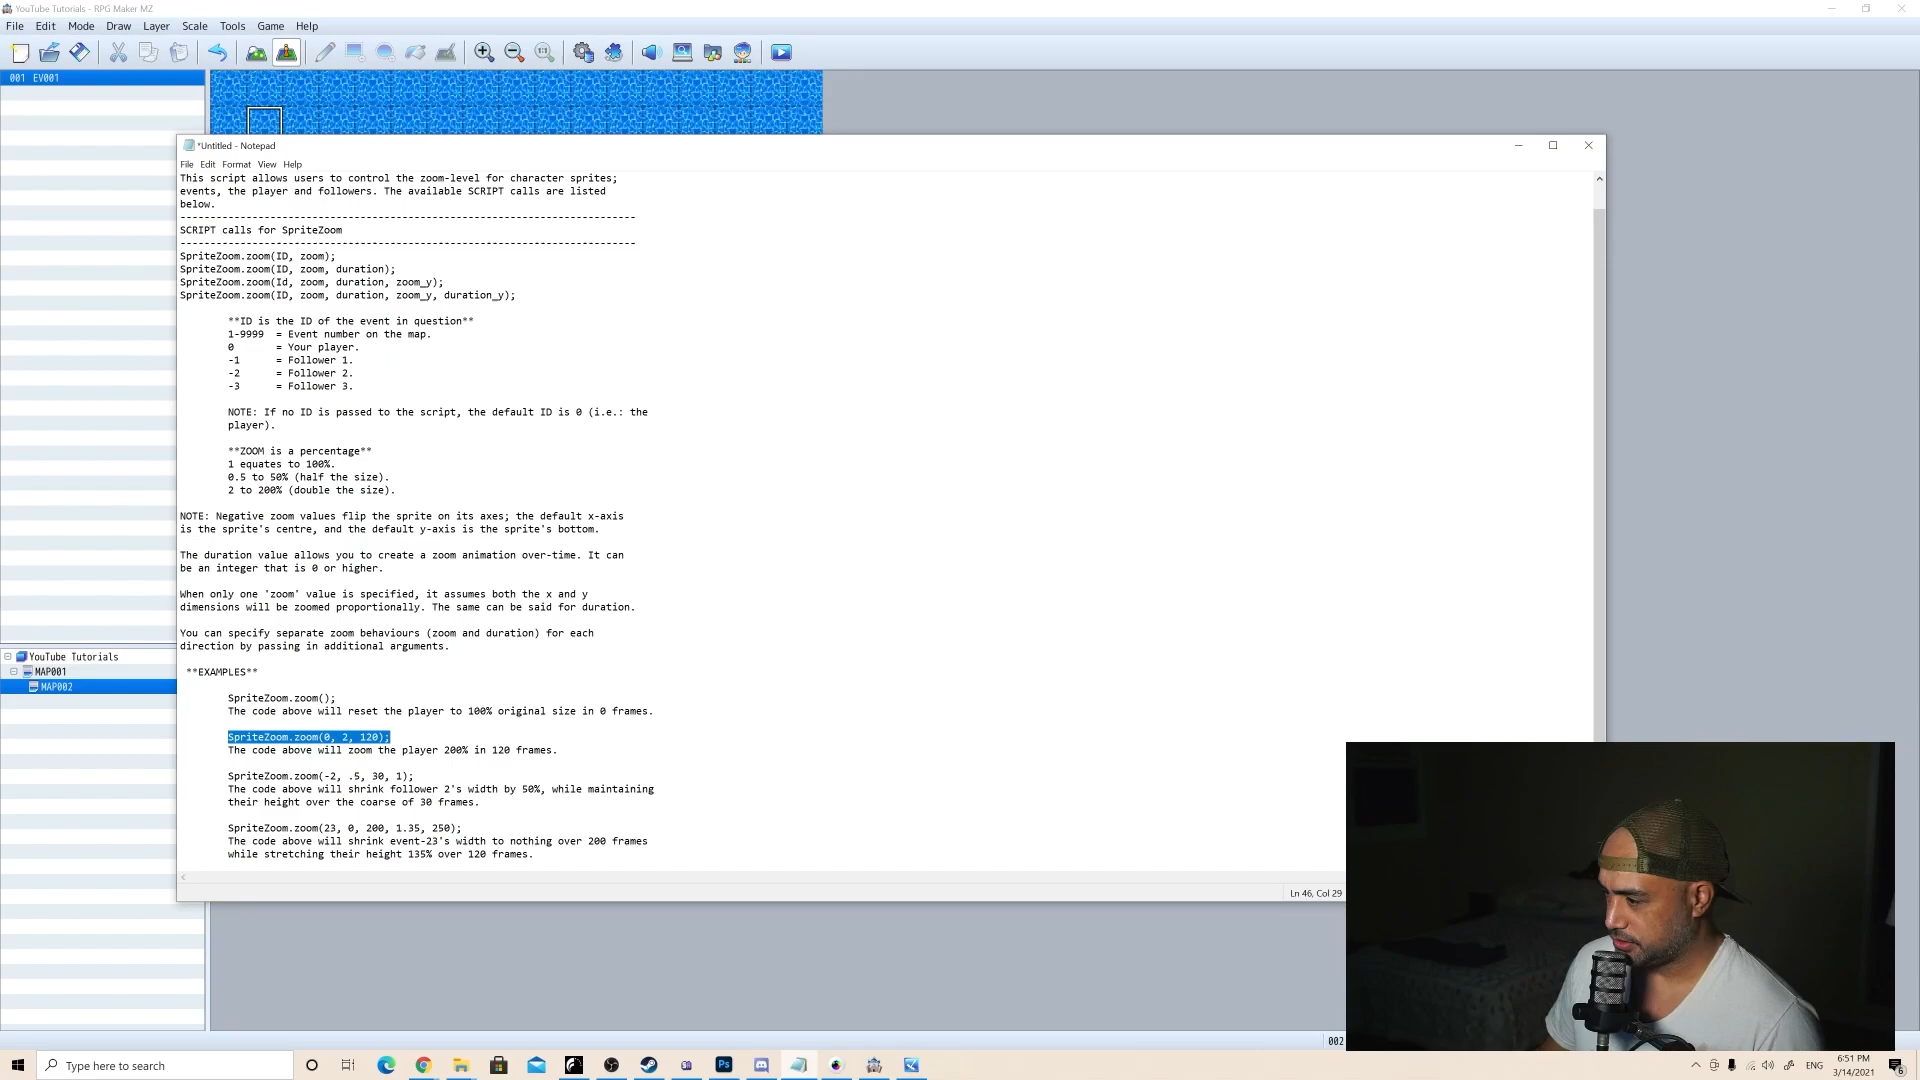 YouTube Tutorials - RPG Maker MZ
File Edit Mode Draw Layer Scale Tools Game Help
001 EV001
*Untitled - Notepad
File Edit Format View Help
This script allows users to control the zoom-level for character sprites;
events, the player and followers. The available SCRIPT calls are listed
below.
----------------------------------------------------------------------------
SCRIPT calls for SpriteZoom
----------------------------------------------------------------------------
SpriteZoom.zoom(ID, zoom);
SpriteZoom.zoom(ID, zoom, duration);
SpriteZoom.zoom(Id, zoom, duration, zoom_y);
SpriteZoom.zoom(ID, zoom, duration, zoom_y, duration_y);
**ID is the ID of the event in question**
1-9999 = Event number on the map.
0 = Your player.
-1 = Follower 1.
-2 = Follower 2.
-3 = Follower 3.
NOTE: If no ID is passed to the script, the default ID is 0 (i.e.: the
player).
**ZOOM is a percentage**
1 equates to 100%.
0.5 to 50% (half the size).
2 to 200% (double the size).
NOTE: Negative zoom values flip the sprite on its axes; the default x-axis
is the sprite's centre, and the default y-axis is the sprite's bottom.
The duration value allows you to create a zoom animation over-time. It can
be an integer that is 0 or higher.
When only one 'zoom' value is specified, it assumes both the x and y
dimensions will be zoomed proportionally. The same can be said for duration.
You can specify separate zoom behaviours (zoom and duration) for each
direction by passing in additional arguments.
**EXAMPLES**
SpriteZoom.zoom();
The code above will reset the player to 100% original size in 0 frames.
SpriteZoom.zoom(0, 2, 120);
The code above will zoom the player 200% in 120 frames.
SpriteZoom.zoom(-2, .5, 30, 1);
The code above will shrink follower 2's width by 50%, while maintaining
their height over the coarse of 30 frames.
SpriteZoom.zoom(23, 0, 200, 1.35, 250);
The code above will shrink event-23's width to nothing over 200 frames
while stretching their height 135% over 120 frames.
Ln 46, Col 29
YouTube Tutorials
MAP001
MAP002
002
Type here to search
Ps
ENG
6:51 PM
3/14/2021
6